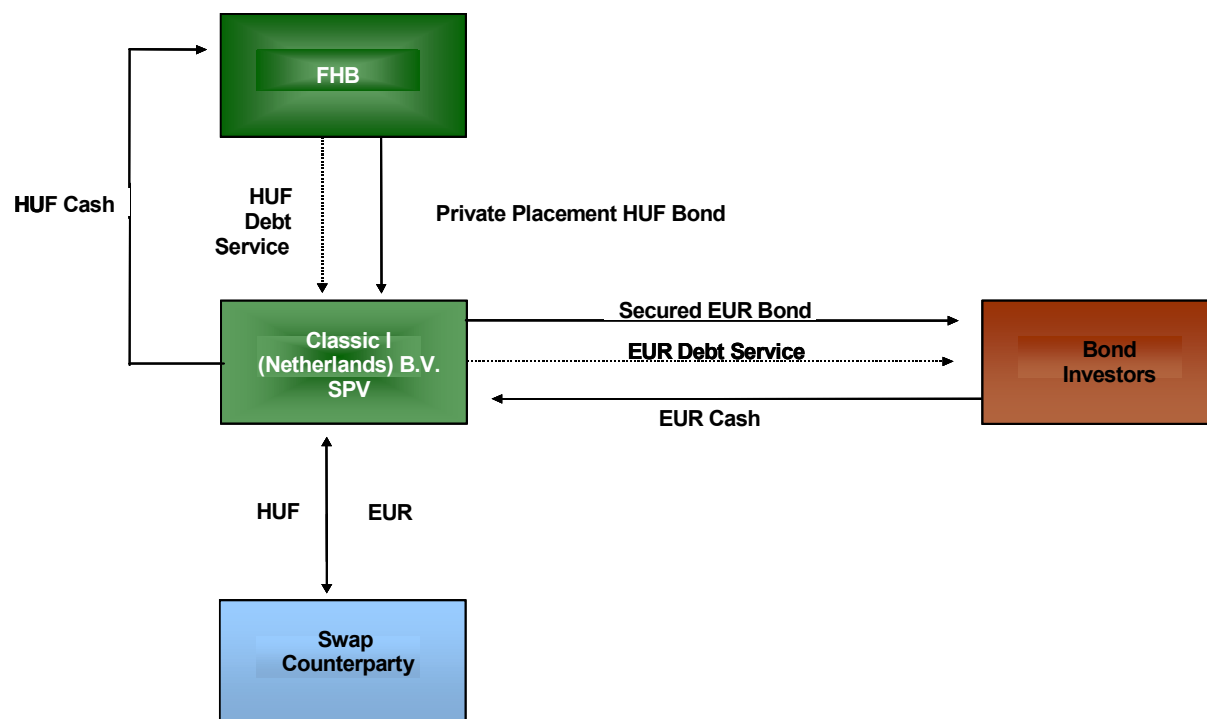 FHB
HUF Cash
HUF
Debt
Service
Private Placement HUF Bond
Secured EUR Bond
Classic I
(Netherlands) B.V.
SPV
EUR Debt Service
Bond
Investors
EUR Cash
HUF
EUR
Swap
Counterparty